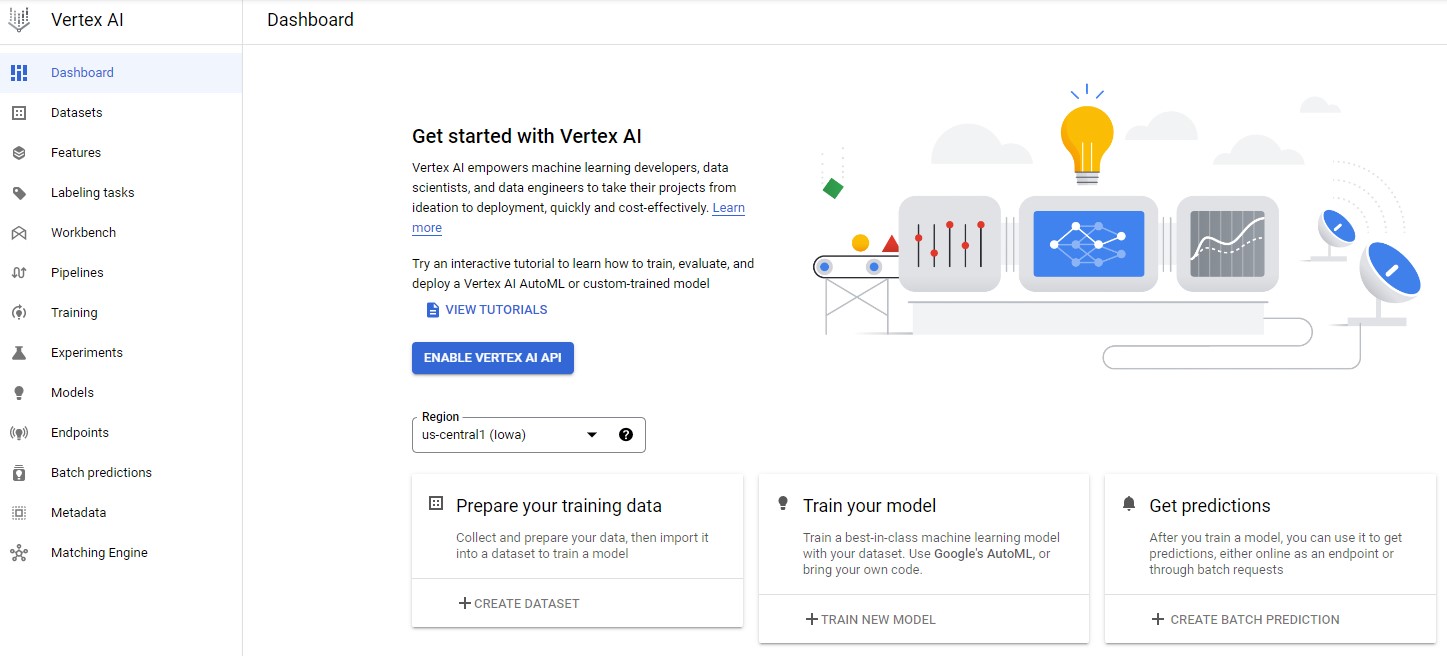 Vertex AI
Dashboard
Dashboard
Datasets
Features
Labeling tasks
Workbench
Pipelines
Training
Experiments
Models
Endpoints
Batch predictions
Metadata
Matching Engine
Get started with Vertex AI
Vertex AI empowers machine learning developers, data
scientists, and data engineers to take their projects from
ideation to deployment, quickly and cost-effectively. Learn
more
Try an interactive tutorial to learn how to train, evaluate, and
deploy a Vertex AI AutoML or custom-trained model
VIEW TUTORIALS
ENABLE VERTEX AI API
Region
us-central1 (Iowa)
Prepare your training data
Collect and prepare your data, then import it
into a dataset to train a model
CREATE DATASET
Train your model
Train a best-in-class machine learning model
with your dataset. Use Google's AutoML, or
bring your own code.
TRAIN NEW MODEL
Get predictions
After you train a model, you can use it to get
predictions, either online as an endpoint or
through batch requests
CREATE BATCH PREDICTION